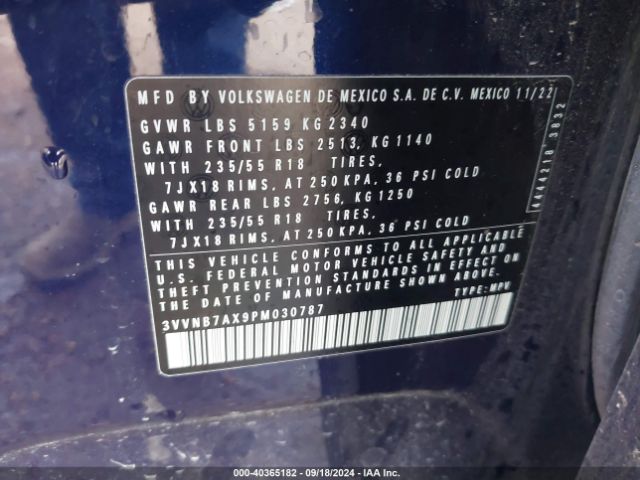 MFD BY VOLKSWAGEN DE MEXICO S.A. DE C.V. MEXICO 11/22
GVWR LBS 5159 KG 2340
GAWR FRONT LBS 2513, KG 1140
WITH 235/55 R18 TIRES,
7JX18 RIMS, AT 250 KPA, 36 PSI COLD
GAWR REAR LBS 2756, KG 1250
WITH 235/55 R18 TIRES,
7JX18 RIMS, AT 250 KPA, 36 PSI COLD
THIS VEHICLE CONFORMS TO ALL APPLICABLE
U.S. FEDERAL MOTOR VEHICLE SAFETY AND
THEFT PREVENTION STANDARDS IN EFFECT ON
THE DATE OF MANUFACTURE SHOWN ABOVE.
3VVNB7AX9PM030787
TYPE: MPV
000-40365182 - 09/18/2024 - IAA Inc.